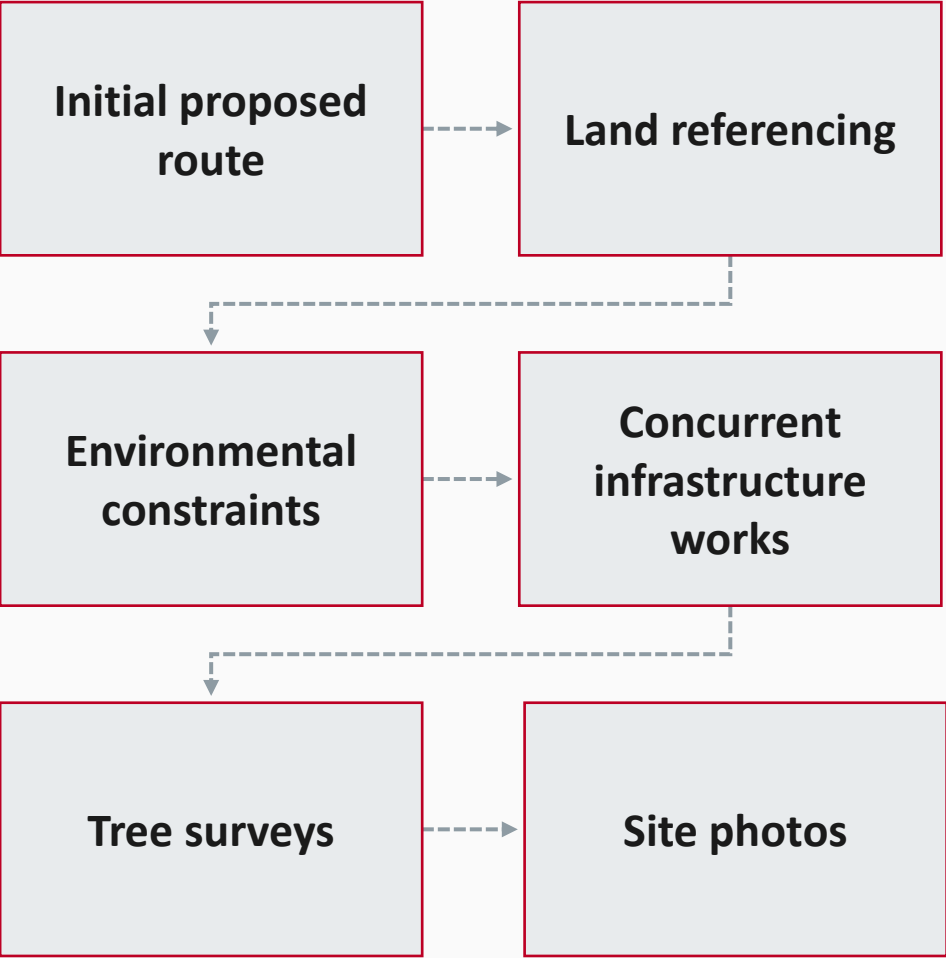 Initial proposed
route
Land referencing
Environmental
constraints
Concurrent
infrastructure
works
Tree surveys
Site photos